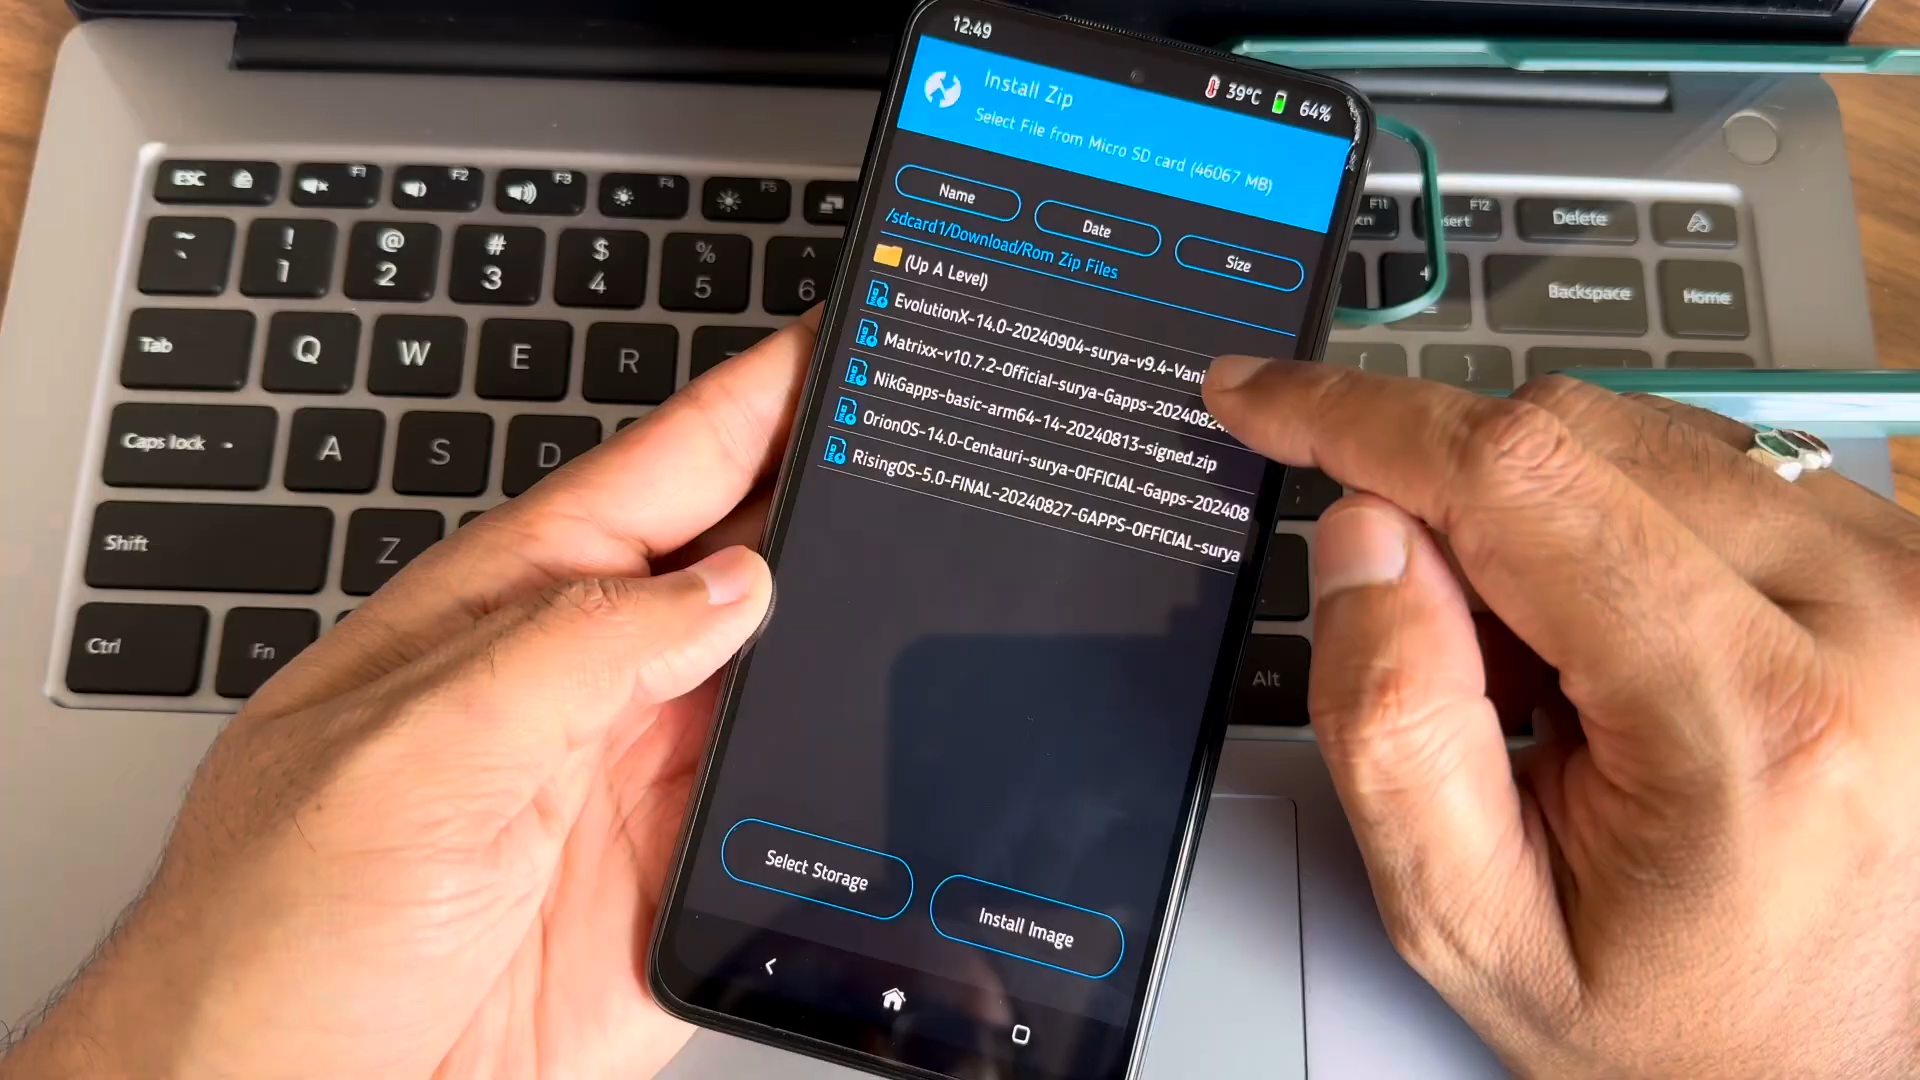 12:49
39°C 64%
Install Zip
Select File from Micro SD card (46067 MB)
Name Date Size
/sdcard1/Download/Rom Zip Files
(Up A Level)
EvolutionX-14.0-20240904-surya-v9.4-Vani
Matrixx-v10.7.2-Official-surya-Gapps-20240824
NikGapps-basic-arm64-14-20240813-signed.zip
OrionOS-14.0-Centauri-surya-OFFICIAL-Gapps-202408
RisingOS-5.0-FINAL-20240827-GAPPS-OFFICIAL-surya
Select Storage Install Image
ESC F1 F2 F3 F4 F5 F11 F12 Delete
~ ! 1 @ 2 # 3 $ 4 % 5 ^ 6 Backspace Home
Tab Q W E R }
Caps lock A S D ;
Shift Z
Ctrl Fn Alt